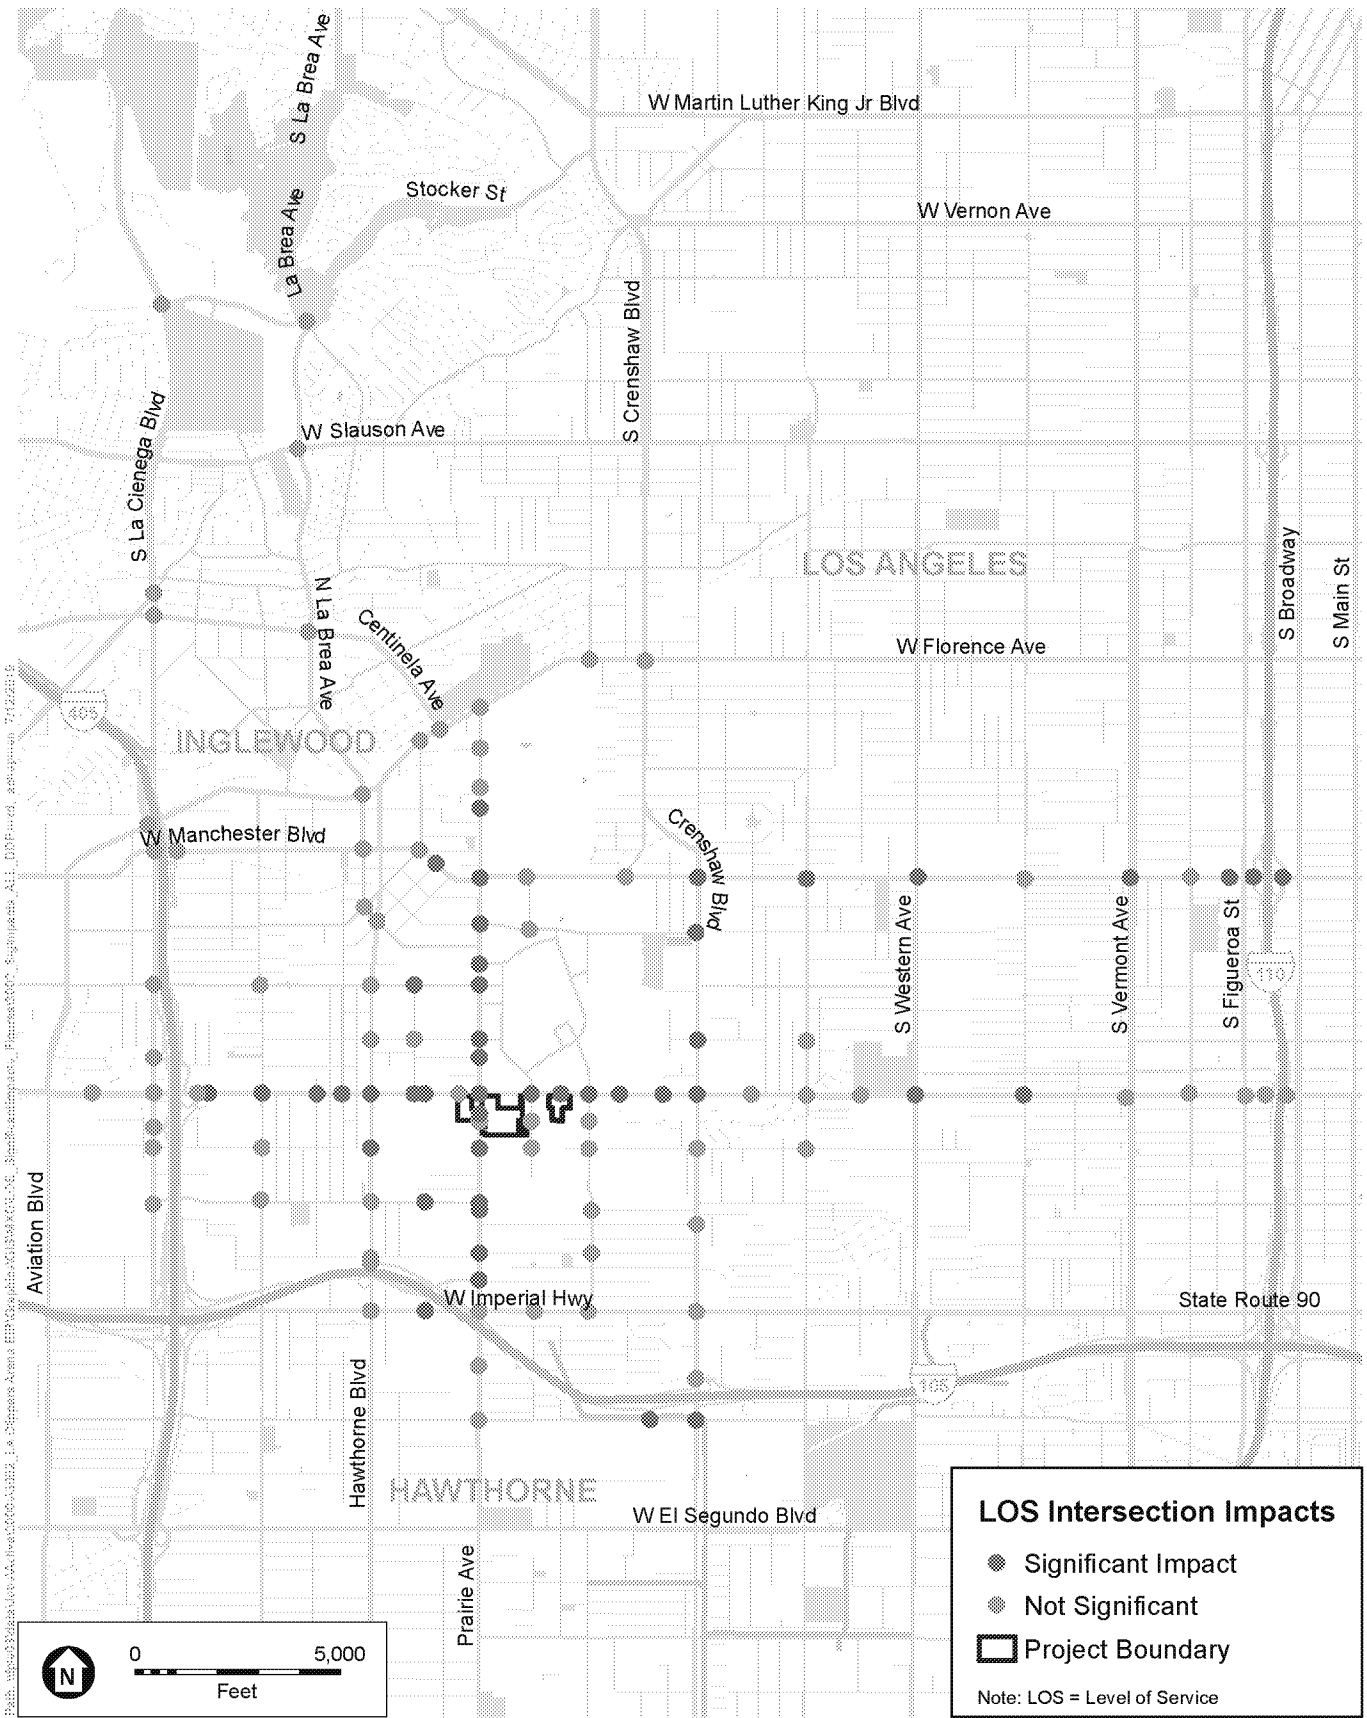 S La Brea Ave
W Martin Luther King Jr Blvd
Stocker St
La Brea Ave
W Vernon Ave
S Crenshaw Blvd
S La Cienega Blvd
W Slauson Ave
LOS ANGELES
S Broadway
S Main St
N La Brea Ave
Centinela Ave
W Florence Ave
405
INGLEWOOD
W Manchester Blvd
Crenshaw Blvd
S Western Ave
S Vermont Ave
S Figueroa St
110
Aviation Blvd
W Imperial Hwy
State Route 90
105
Hawthorne Blvd
HAWTHORNE
W El Segundo Blvd
Prairie Ave
LOS Intersection Impacts
Significant Impact
Not Significant
Project Boundary
Note: LOS = Level of Service
N
0 5,000
Feet